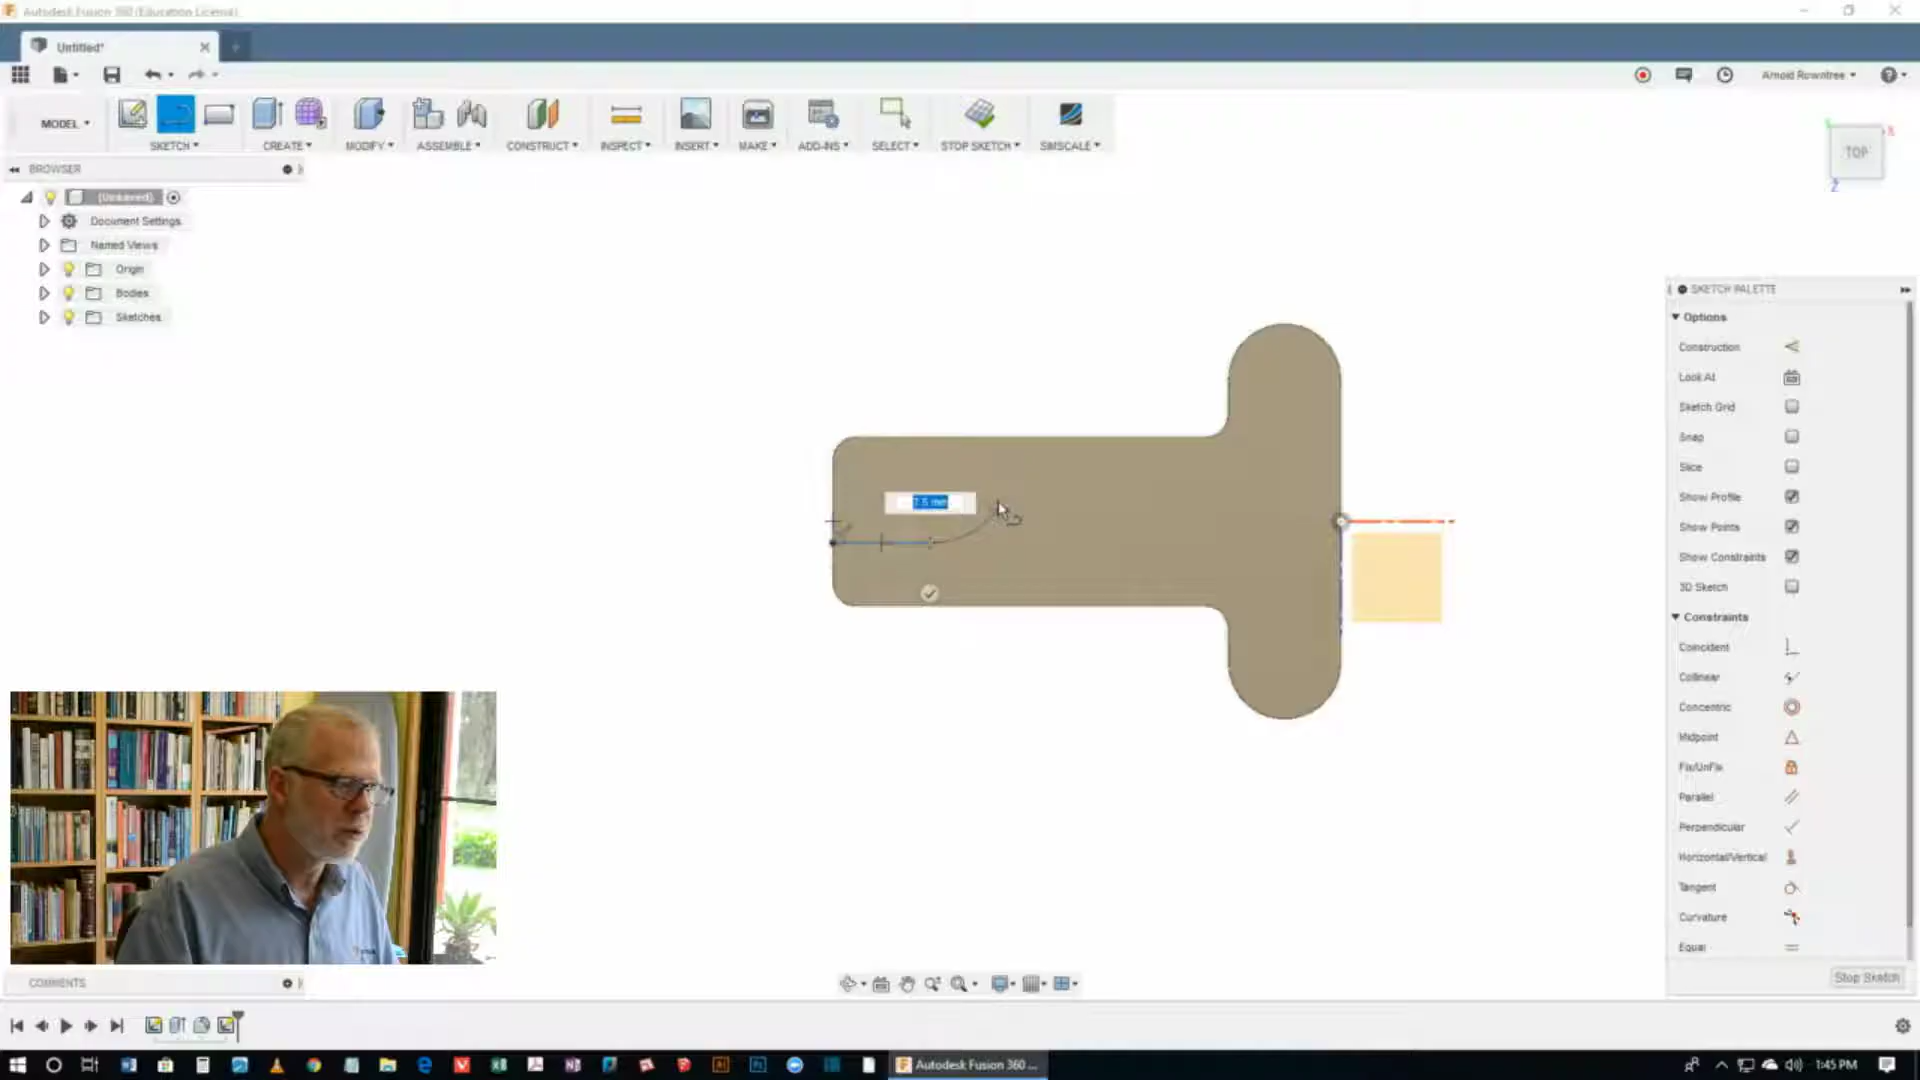 Autodesk Fusion 360 (Education License)
Untitled*
Arnold Rowntree
MODEL
SKETCH
CREATE
MODIFY
ASSEMBLE
CONSTRUCT
INSPECT
INSERT
MAKE
ADD-INS
SELECT
STOP SKETCH
SIMSCALE
BROWSER
TOP
(Unsaved)
Document Settings
Named Views
Origin
Bodies
Sketches
SKETCH PALETTE
Options
Construction
Look At
Sketch Grid
Snap
Slice
Show Profile
Show Points
Show Constraints
3D Sketch
Constraints
Coincident
Collinear
Concentric
Midpoint
Fix/UnFix
Parallel
Perpendicular
Horizontal/Vertical
Tangent
Curvature
Equal
Stop Sketch
COMMENTS
Autodesk Fusion 360 ...
1:45 PM